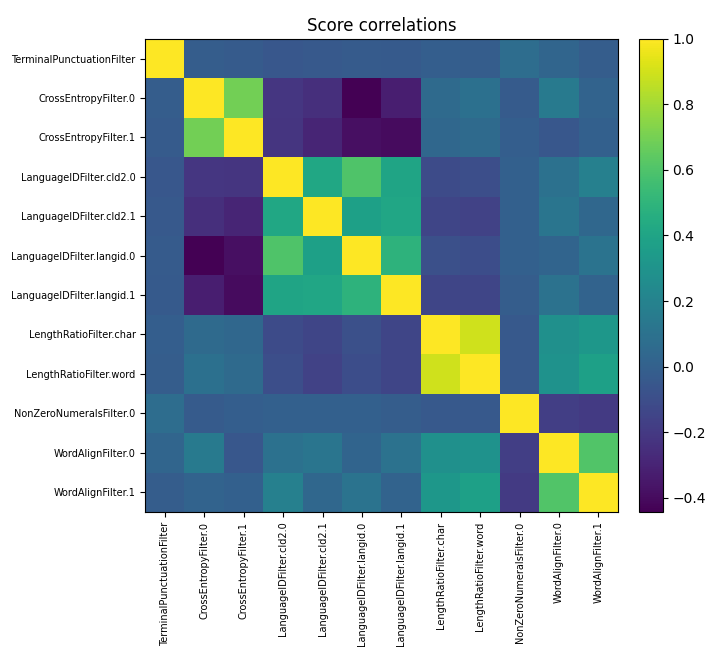 Score correlations
TerminalPunctuationFilter
CrossEntropyFilter.0
CrossEntropyFilter.1
LanguageIDFilter.cld2.0
LanguageIDFilter.cld2.1
LanguageIDFilter.langid.0
LanguageIDFilter.langid.1
LengthRatioFilter.char
LengthRatioFilter.word
NonZeroNumeralsFilter.0
WordAlignFilter.0
WordAlignFilter.1
TerminalPunctuationFilter
CrossEntropyFilter.0
CrossEntropyFilter.1
LanguageIDFilter.cld2.0
LanguageIDFilter.cld2.1
LanguageIDFilter.langid.0
LanguageIDFilter.langid.1
LengthRatioFilter.char
LengthRatioFilter.word
NonZeroNumeralsFilter.0
WordAlignFilter.0
WordAlignFilter.1
1.0
0.8
0.6
0.4
0.2
0.0
−0.2
−0.4